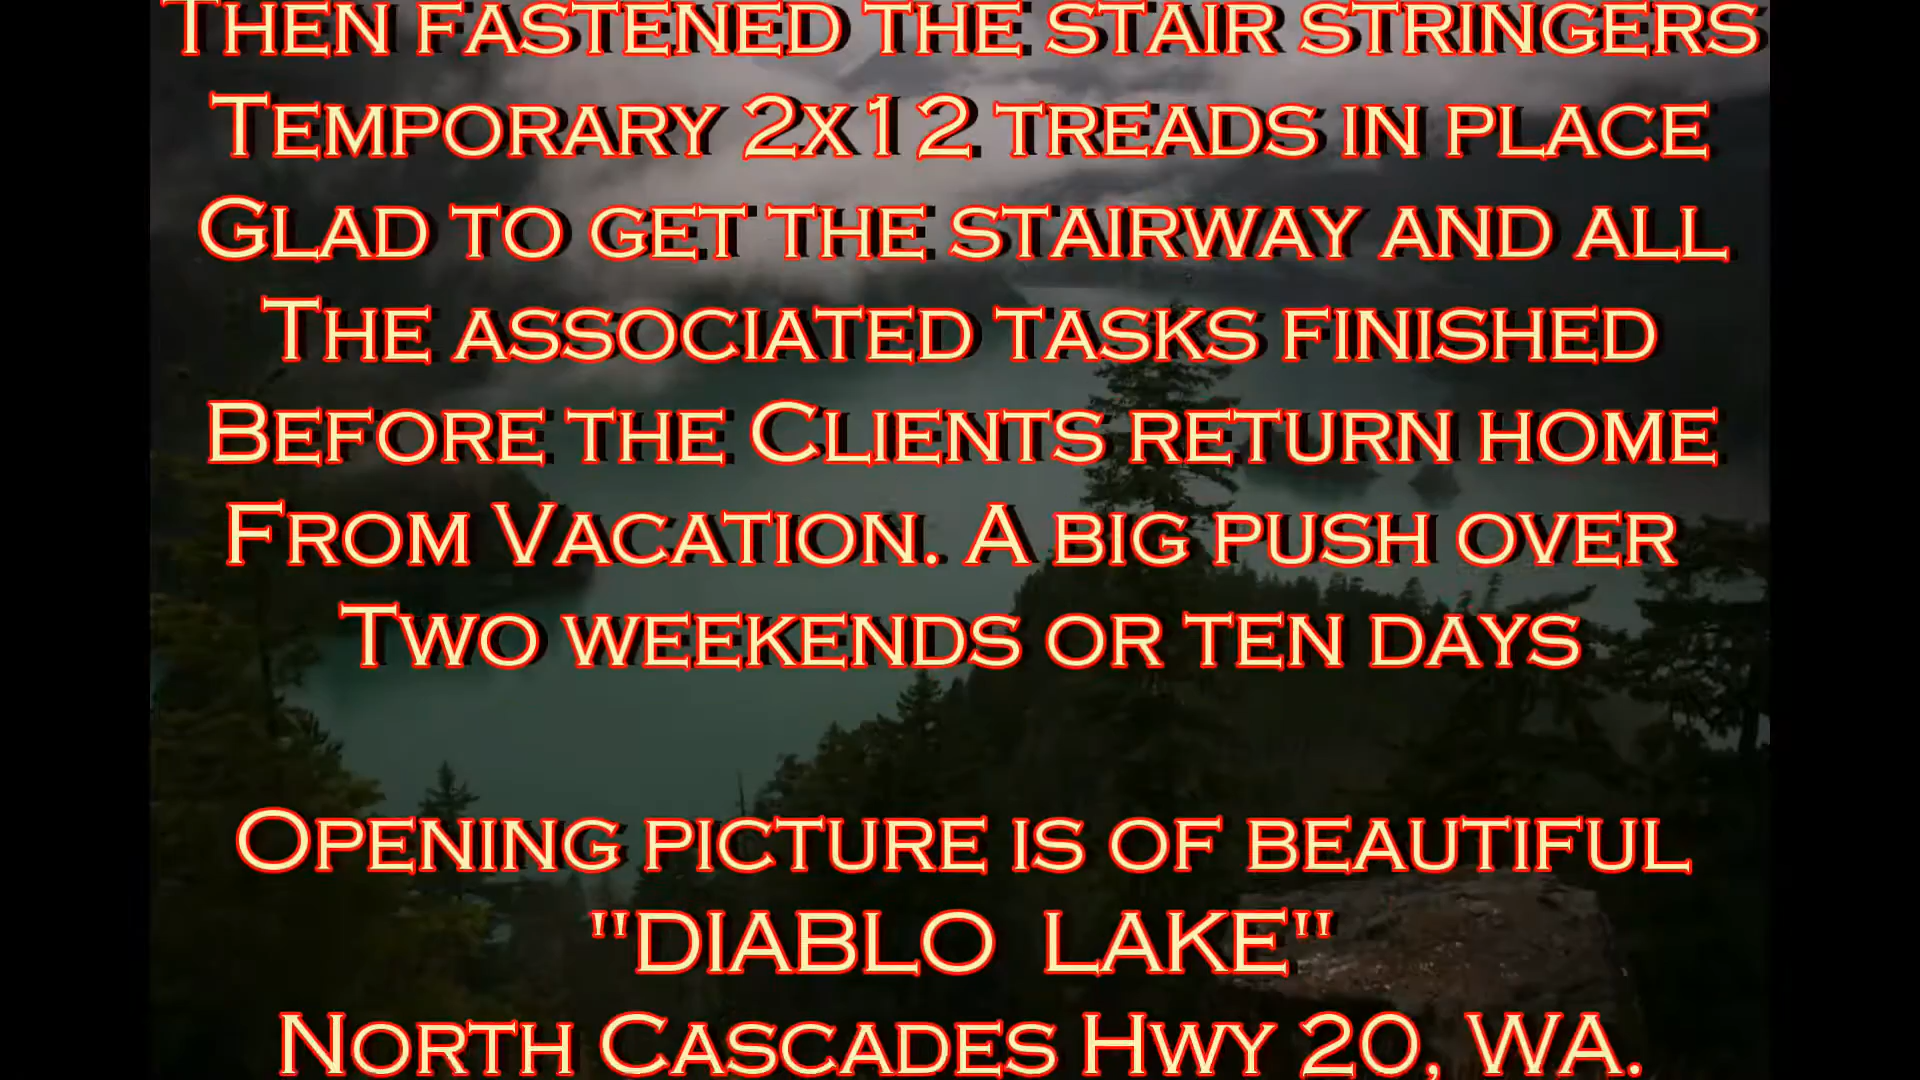 Then fastened the stair stringers
Temporary 2x12 treads in place
Glad to get the stairway and all
The associated tasks finished
Before the Clients return home
From Vacation. A big push over
Two weekends or ten days
Opening picture is of beautiful
"DIABLO LAKE"
North Cascades Hwy 20, WA.